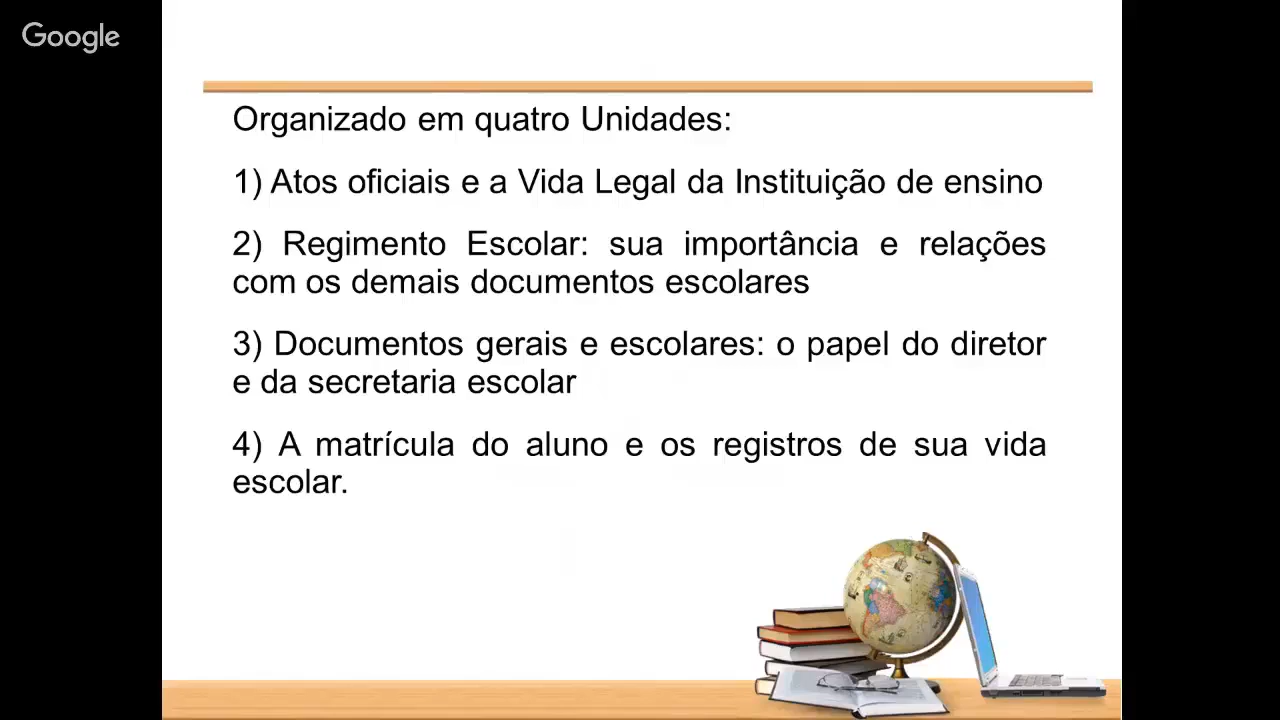 Google
Organizado em quatro Unidades:
1) Atos oficiais e a Vida Legal da Instituição de ensino
2) Regimento Escolar: sua importância e relações
com os demais documentos escolares
3) Documentos gerais e escolares: o papel do diretor
e da secretaria escolar
4) A matrícula do aluno e os registros de sua vida
escolar.